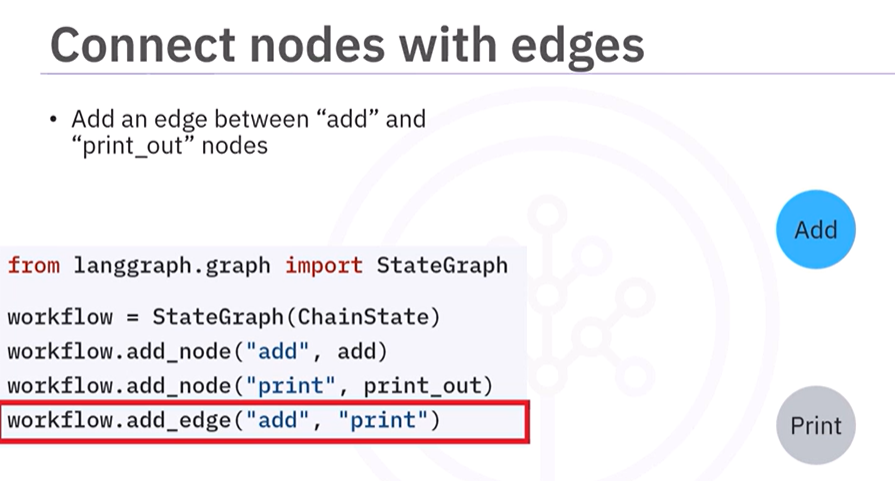 Connect nodes with edges
• Add an edge between “add” and
“print_out” nodes
from langgraph.graph import StateGraph
workflow = StateGraph(ChainState)
workflow.add_node("add", add)
workflow.add_node("print", print_out)
workflow.add_edge("add", "print")
Add
Print